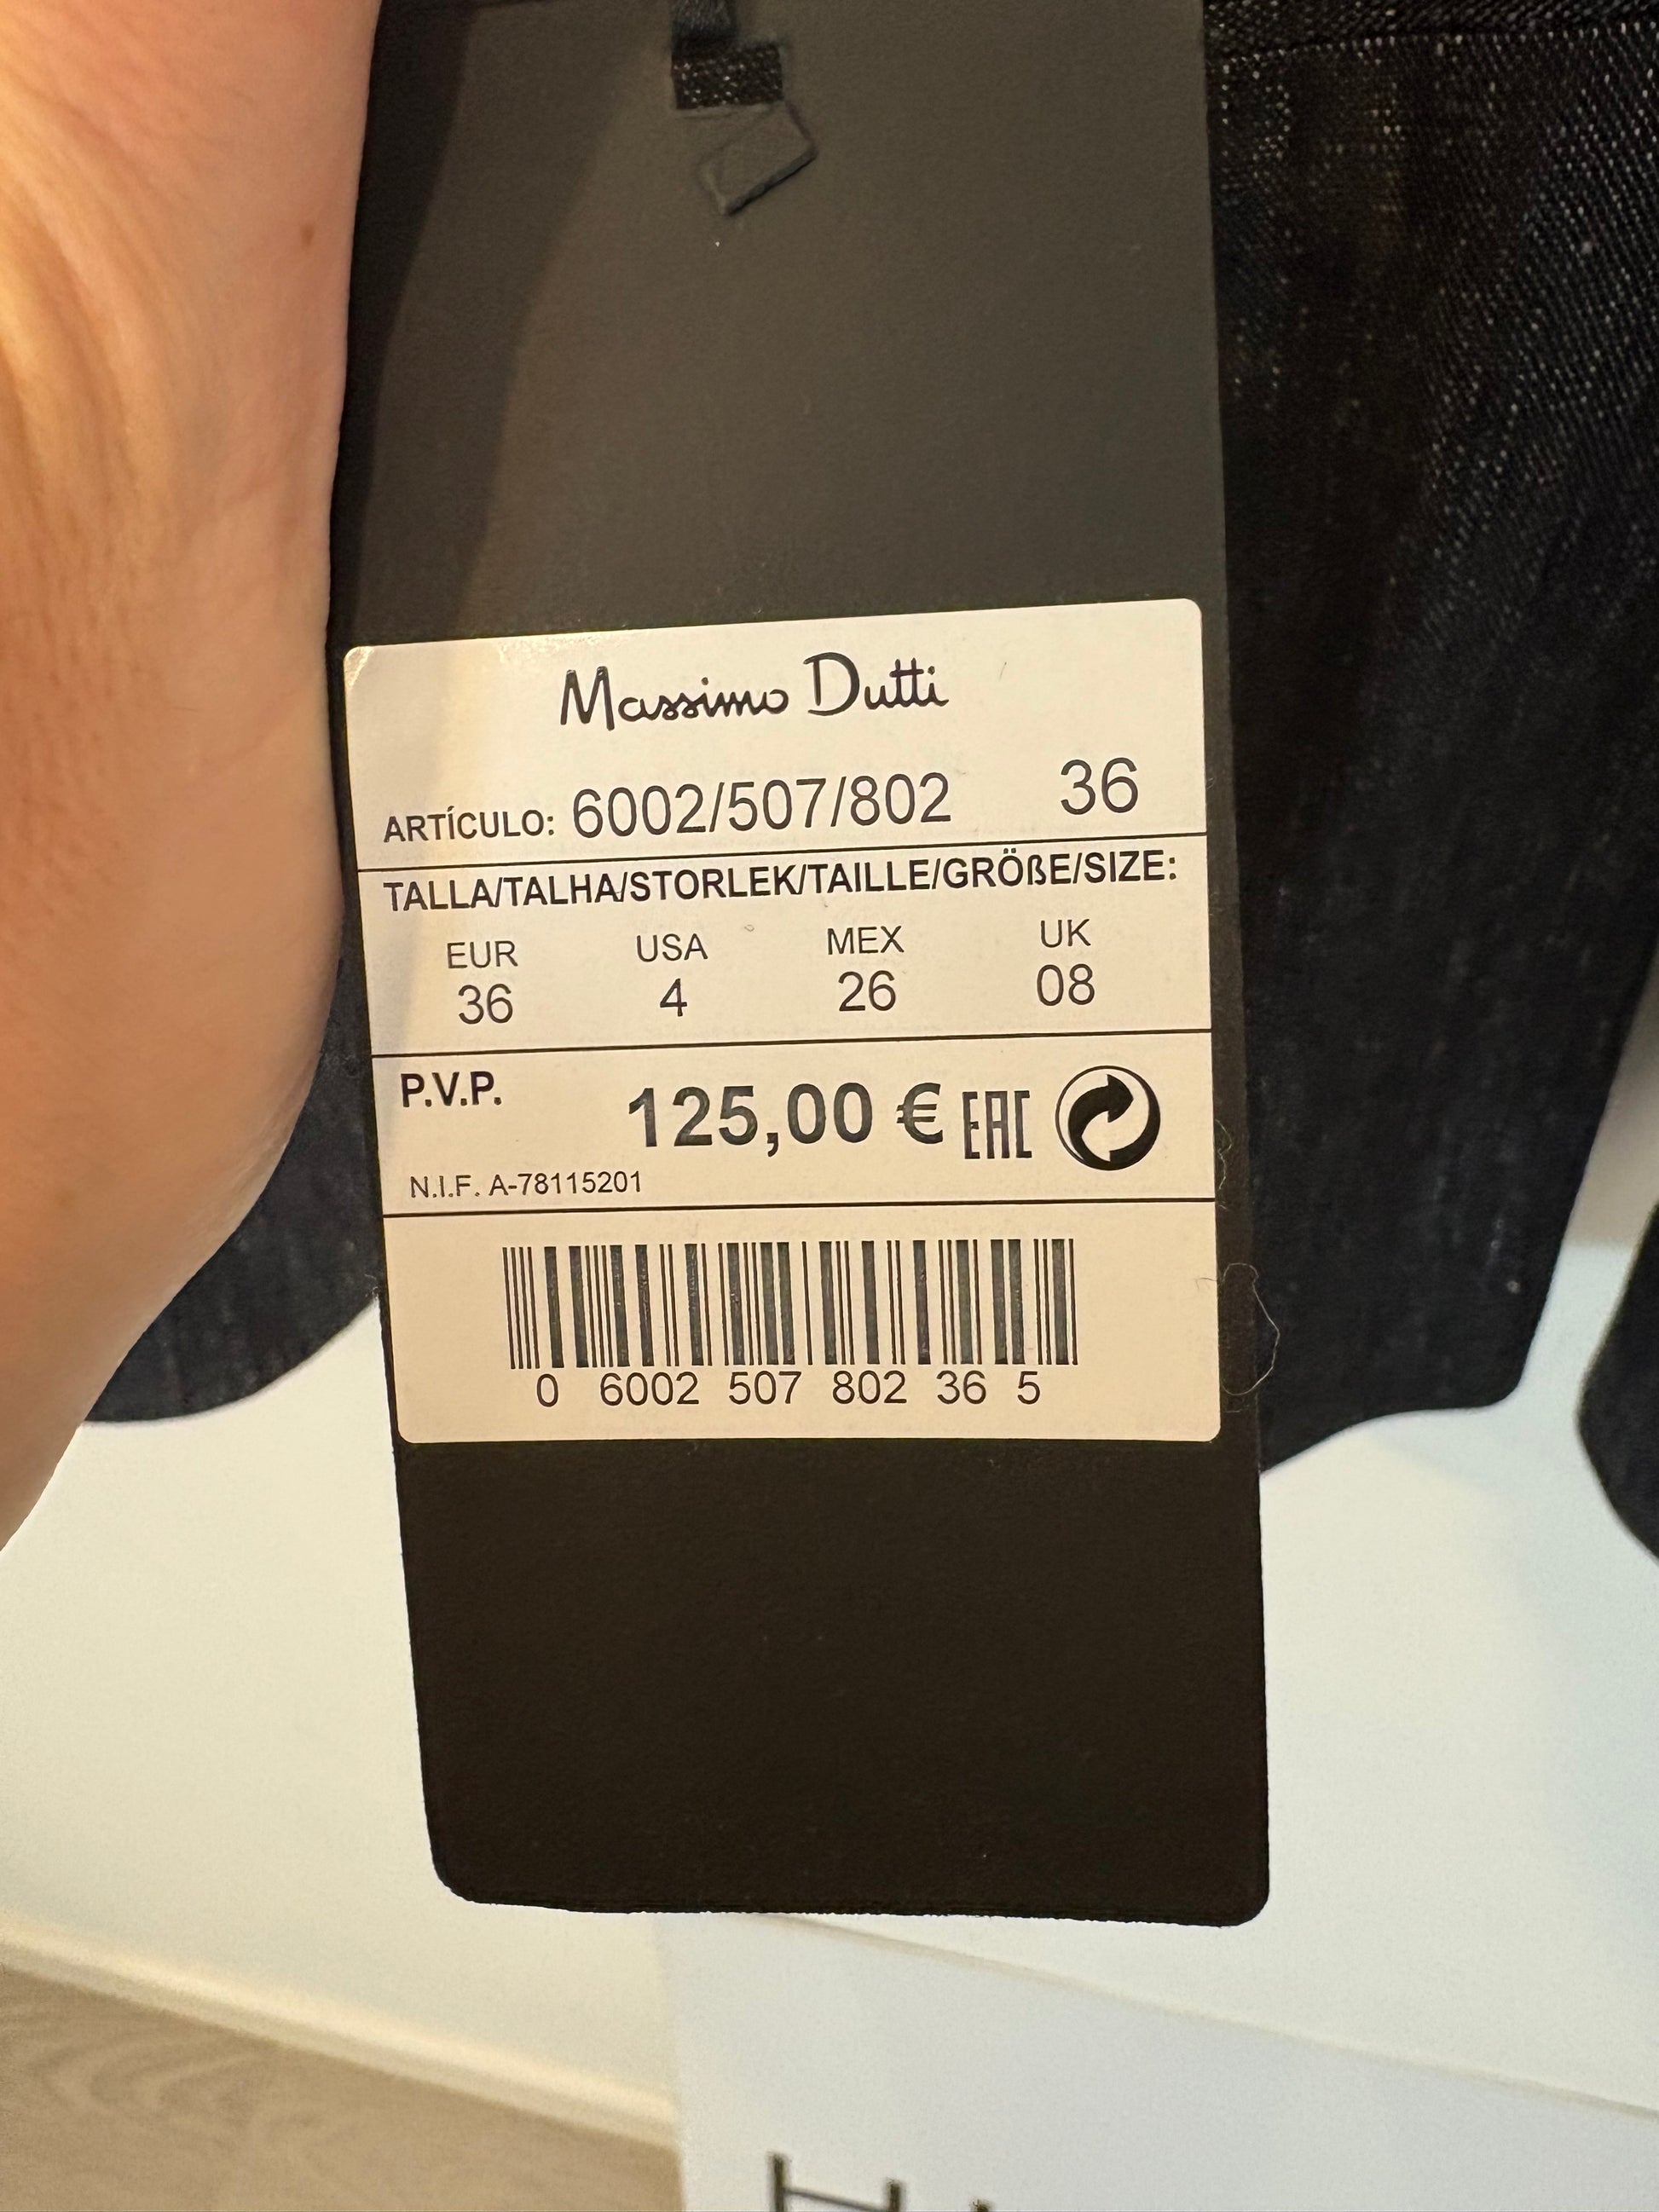 Massimo Dutti
ARTÍCULO: 6002/507/802 36
TALLA/TALHA/STORLEK/TAILLE/GRÖßE/SIZE:
EUR USA MEX UK
36 4 26 08
P.V.P. 125,00 € EAC
N.I.F. A-78115201
0 6002 507 802 36 5